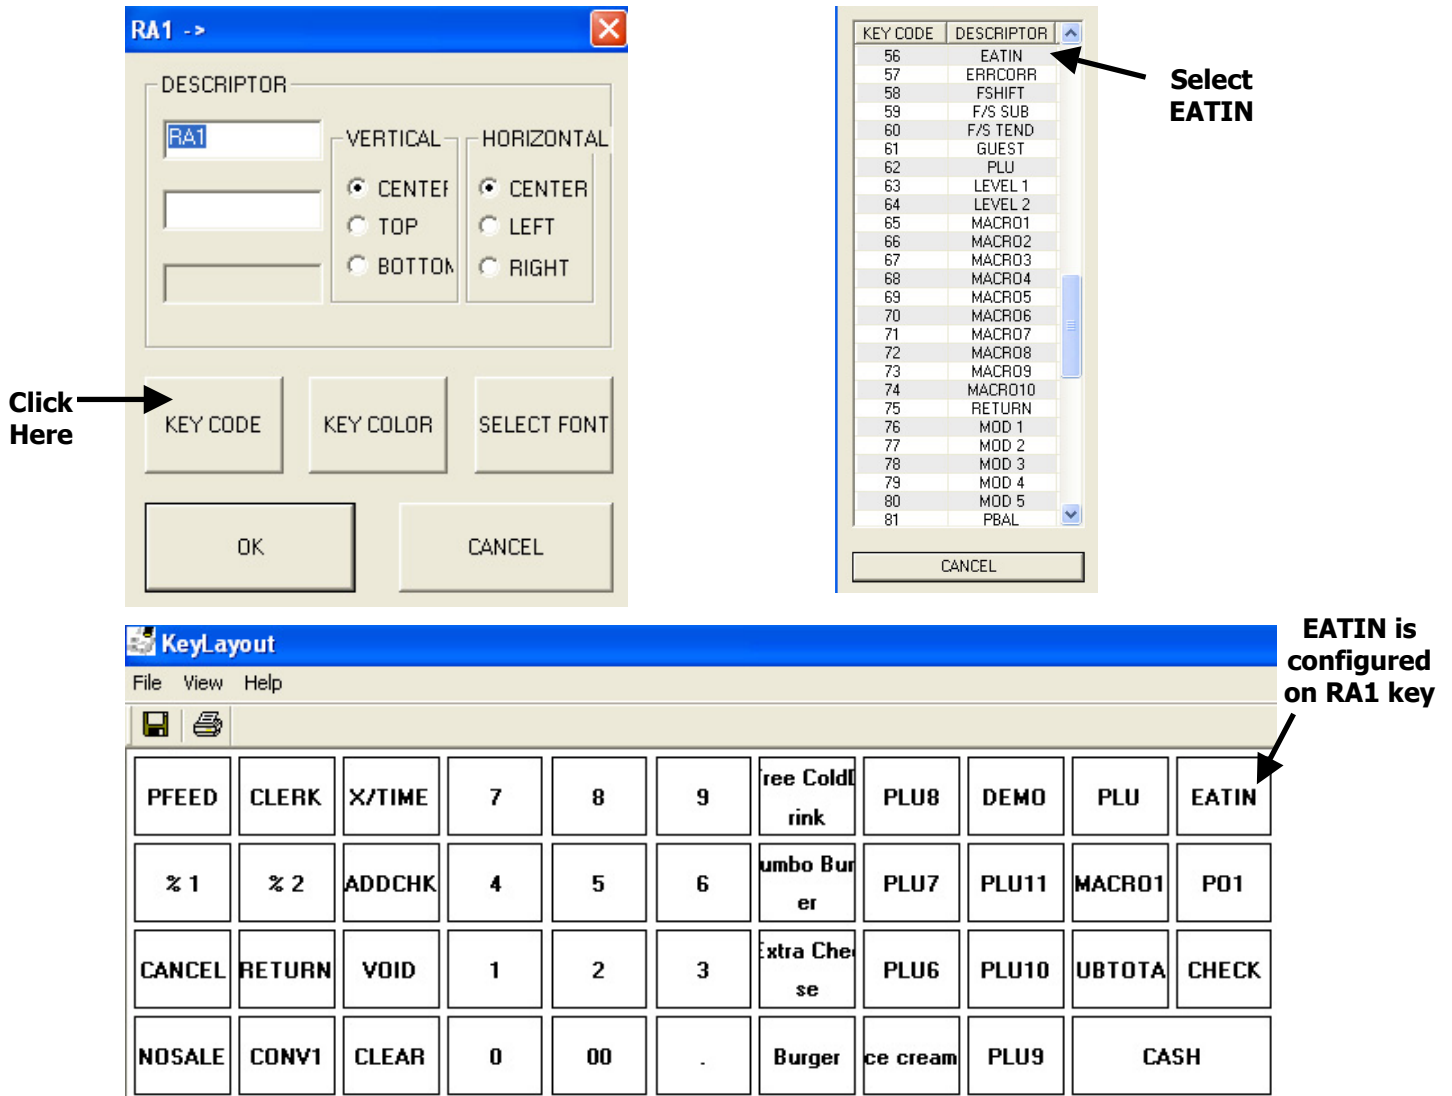 RA1 ->
DESCRIPTOR
RA1
VERTICAL
CENTEF
TOP
BOTTON
HORIZONTAL
CENTER
LEFT
RIGHT
Click
Here
KEY CODE
KEY COLOR
SELECT FONT
OK
CANCEL
KEY CODE DESCRIPTOR
56 EATIN
57 ERRCORR
58 FSHIFT
59 F/S SUB
60 F/S TEND
61 GUEST
62 PLU
63 LEVEL 1
64 LEVEL 2
65 MACRO1
66 MACRO2
67 MACRO3
68 MACRO4
69 MACRO5
70 MACRO6
71 MACRO7
72 MACRO8
73 MACRO9
74 MACRO10
75 RETURN
76 MOD 1
77 MOD 2
78 MOD 3
79 MOD 4
80 MOD 5
81 PBAL
CANCEL
Select
EATIN
KeyLayout
File View Help
EATIN is
configured
on RA1 key
PFEED CLERK X/TIME 7 8 9 ree ColdD
rink
PLU8 DEMO PLU EATIN
% 1 % 2 ADDCHK 4 5 6 umbo Bur
er
PLU7 PLU11 MACRO1 PO1
CANCEL RETURN VOID 1 2 3 Extra Che
se
PLU6 PLU10 UBTOTA CHECK
NOSALE CONV1 CLEAR 0 00 . Burger ce cream PLU9 CASH